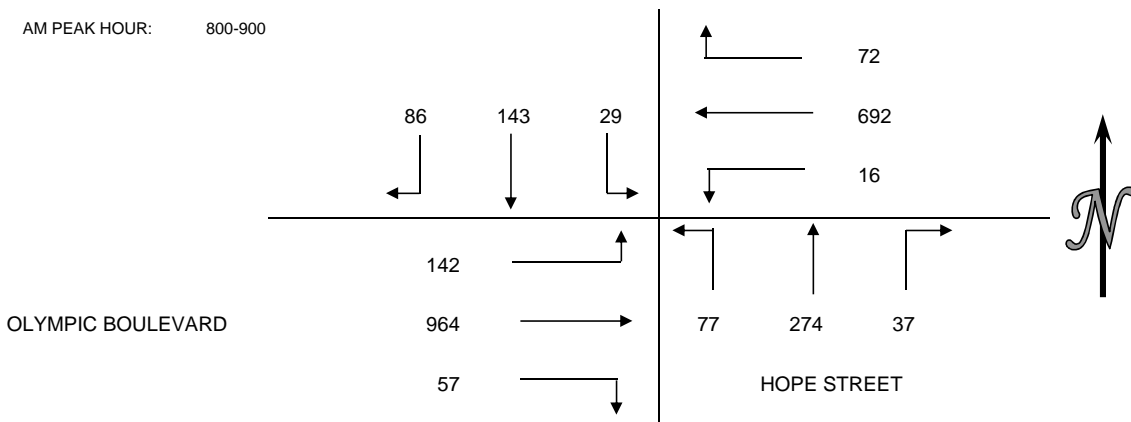 AM PEAK HOUR: 800-900
72
86 143 29 692
16
142
OLYMPIC BOULEVARD 964 77 274 37
57 HOPE STREET
N